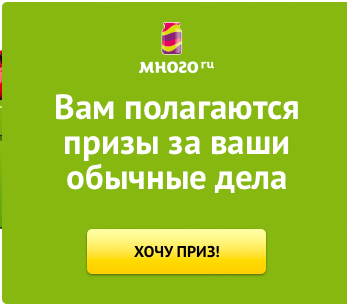 много.ru
Вам полагаются
призы за ваши
обычные дела
ХОЧУ ПРИЗ!